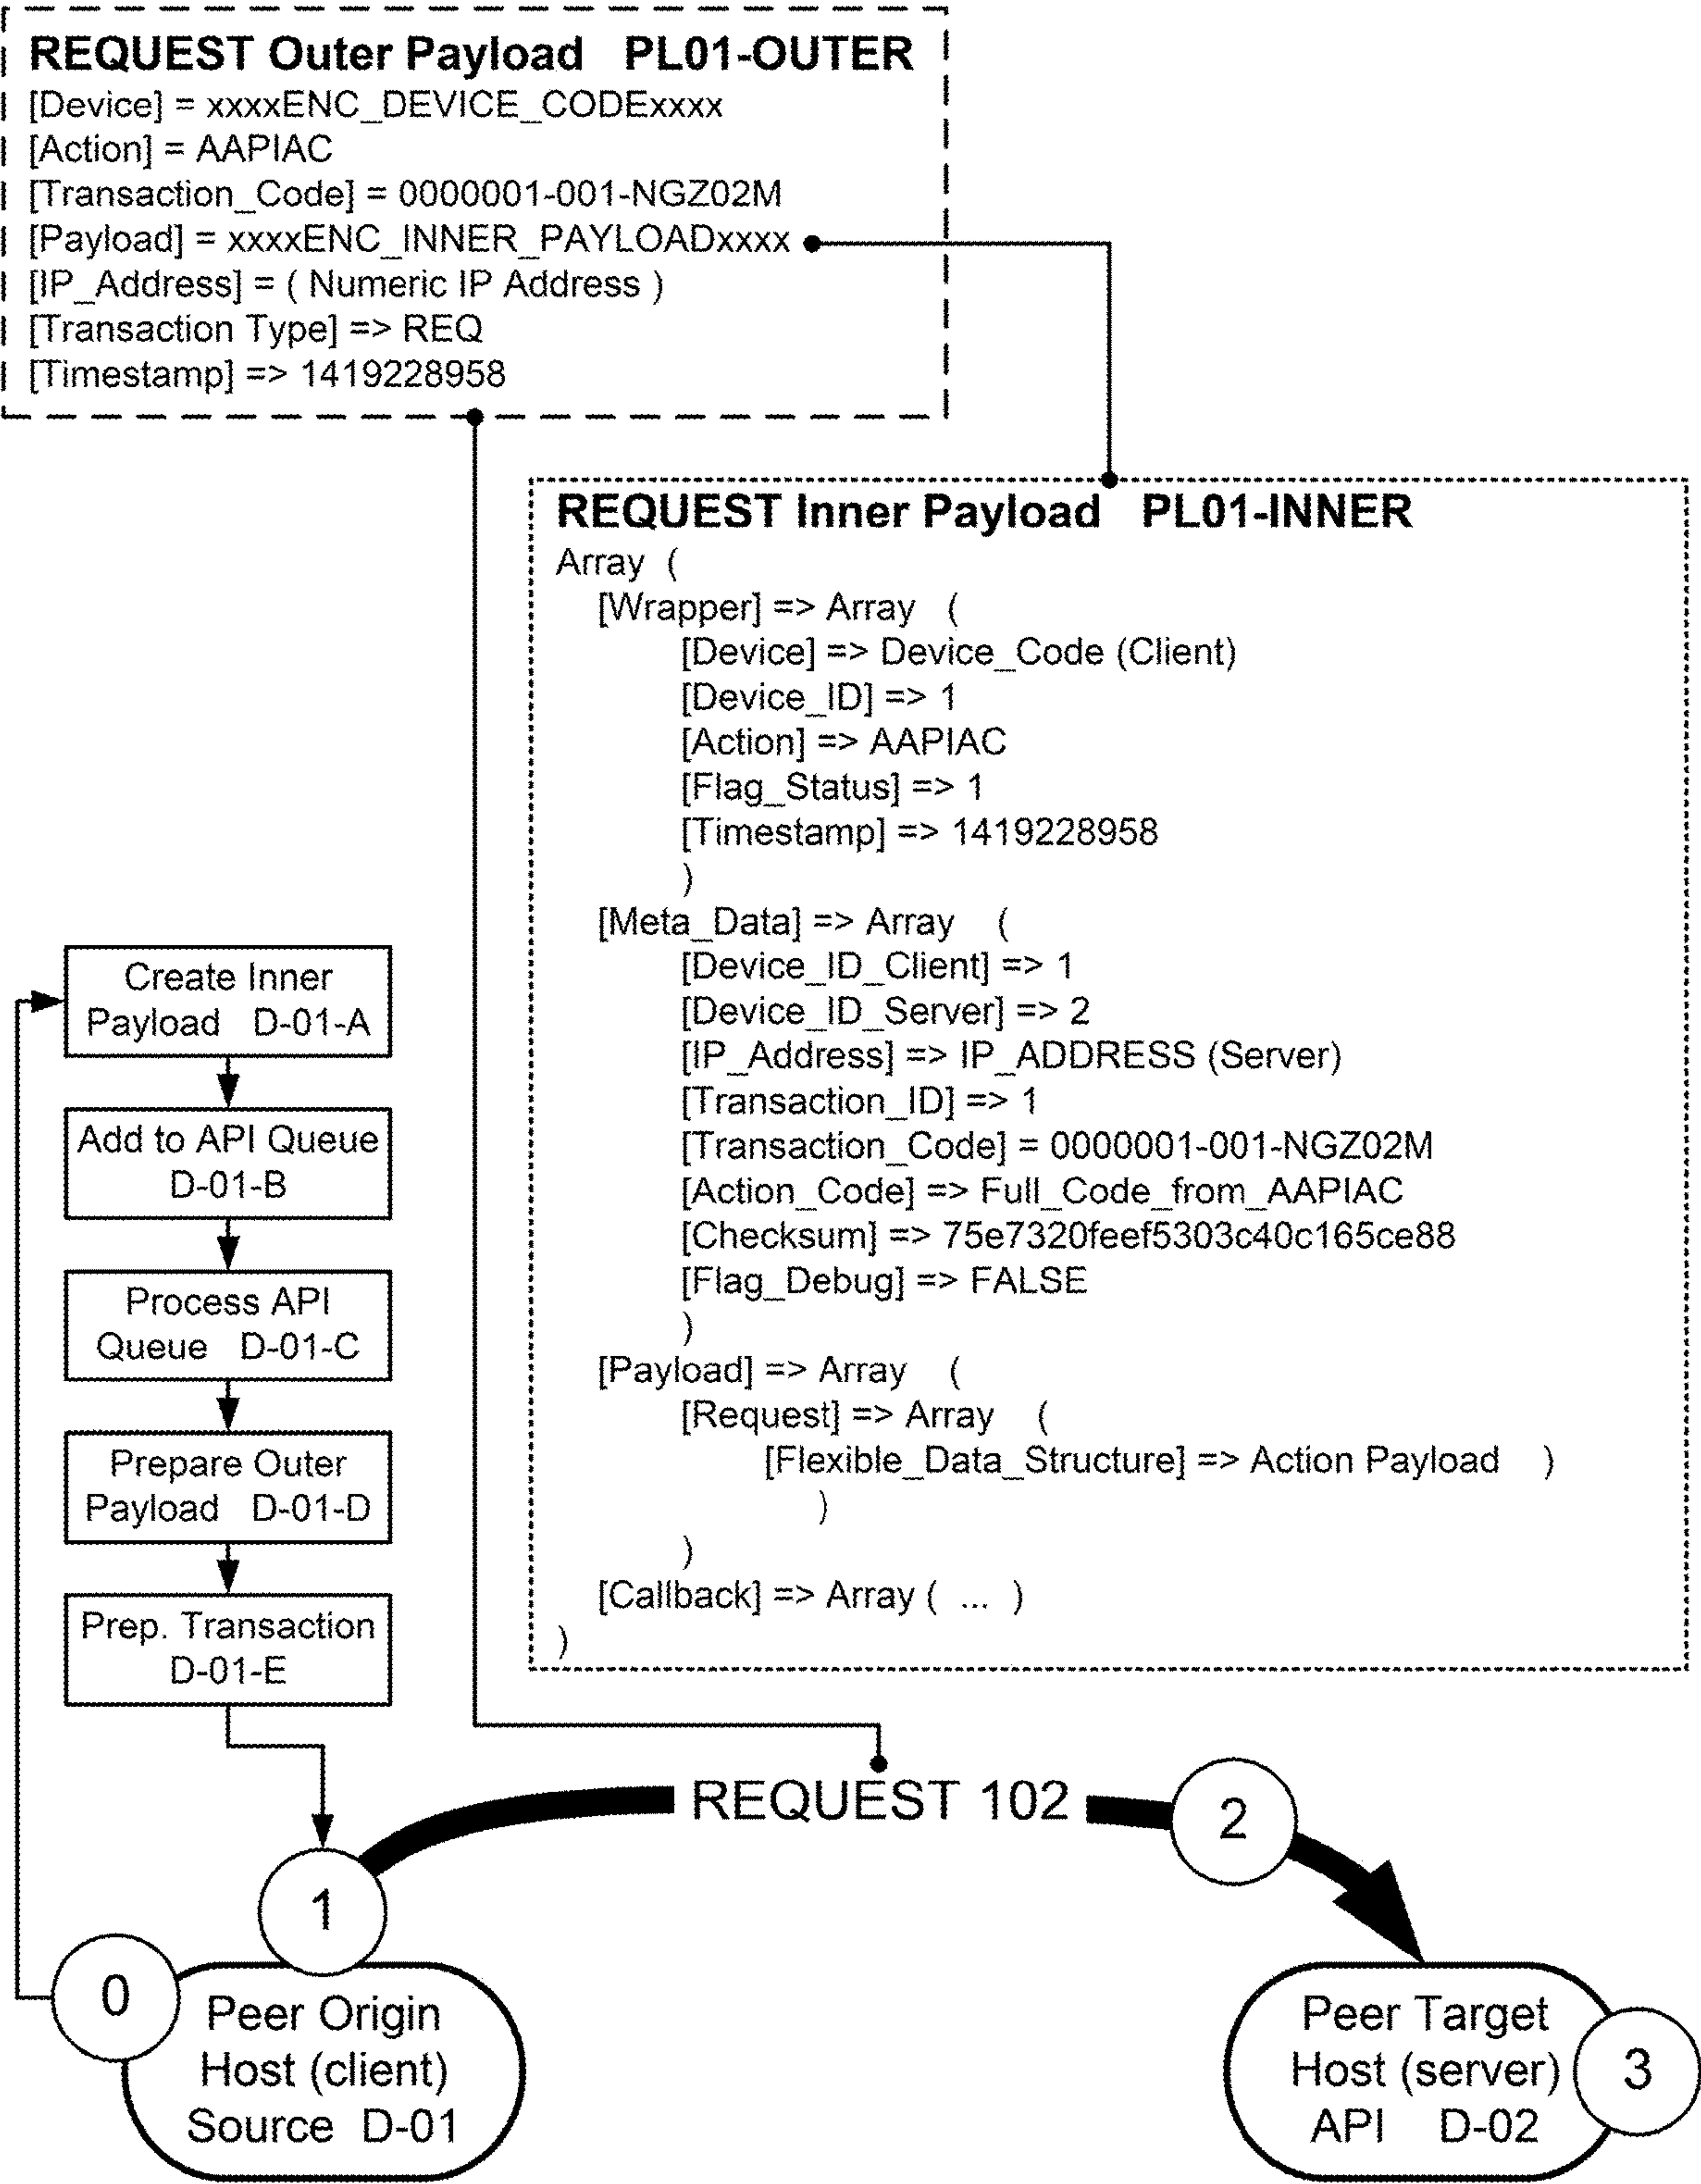 REQUEST Outer Payload PL01-OUTER
[Device] = xxxxENC_DEVICE_CODExxxx
[Action] = AAPIAC
[Transaction_Code] = 0000001-001-NGZ02M
[Payload] = xxxxENC_INNER_PAYLOADxxxx
[IP_Address] = ( Numeric IP Address )
[Transaction Type] => REQ
[Timestamp] => 1419228958
REQUEST Inner Payload PL01-INNER
Array (
[Wrapper] => Array (
[Device] => Device_Code (Client)
[Device_ID] => 1
[Action] => AAPIAC
[Flag_Status] => 1
[Timestamp] => 1419228958
)
[Meta_Data] => Array (
[Device_ID_Client] => 1
[Device_ID_Server] => 2
[IP_Address] => IP_ADDRESS (Server)
[Transaction_ID] => 1
[Transaction_Code] = 0000001-001-NGZ02M
[Action_Code] => Full_Code_from_AAPIAC
[Checksum] => 75e7320feef5303c40c165ce88
[Flag_Debug] => FALSE
)
[Payload] => Array (
[Request] => Array (
[Flexible_Data_Structure] => Action Payload )
)
)
[Callback] => Array ( ... )
)
Create Inner
Payload D-01-A
Add to API Queue
D-01-B
Process API
Queue D-01-C
Prepare Outer
Payload D-01-D
Prep. Transaction
D-01-E
REQUEST 102
2
1
0
Peer Origin
Host (client)
Source D-01
Peer Target
Host (server)
API D-02
3